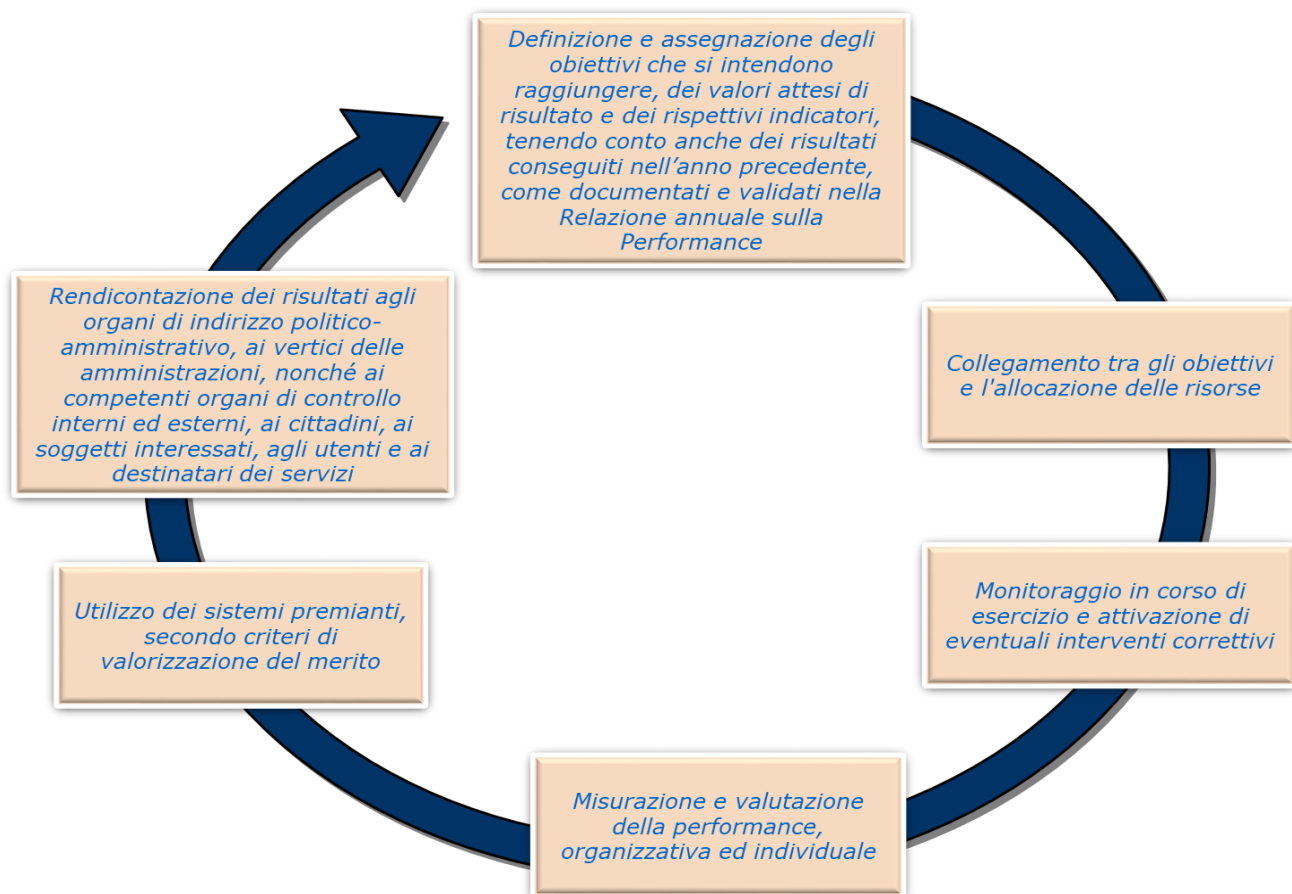 Definizione e assegnazione degli
obiettivi che si intendono
raggiungere, dei valori attesi di
risultato e dei rispettivi indicatori,
tenendo conto anche dei risultati
conseguiti nell’anno precedente,
come documentati e validati nella
Relazione annuale sulla
Performance
Collegamento tra gli obiettivi
e l'allocazione delle risorse
Monitoraggio in corso di
esercizio e attivazione di
eventuali interventi correttivi
Misurazione e valutazione
della performance,
organizzativa ed individuale
Utilizzo dei sistemi premianti,
secondo criteri di
valorizzazione del merito
Rendicontazione dei risultati agli
organi di indirizzo politico-
amministrativo, ai vertici delle
amministrazioni, nonché ai
competenti organi di controllo
interni ed esterni, ai cittadini, ai
soggetti interessati, agli utenti e ai
destinatari dei servizi